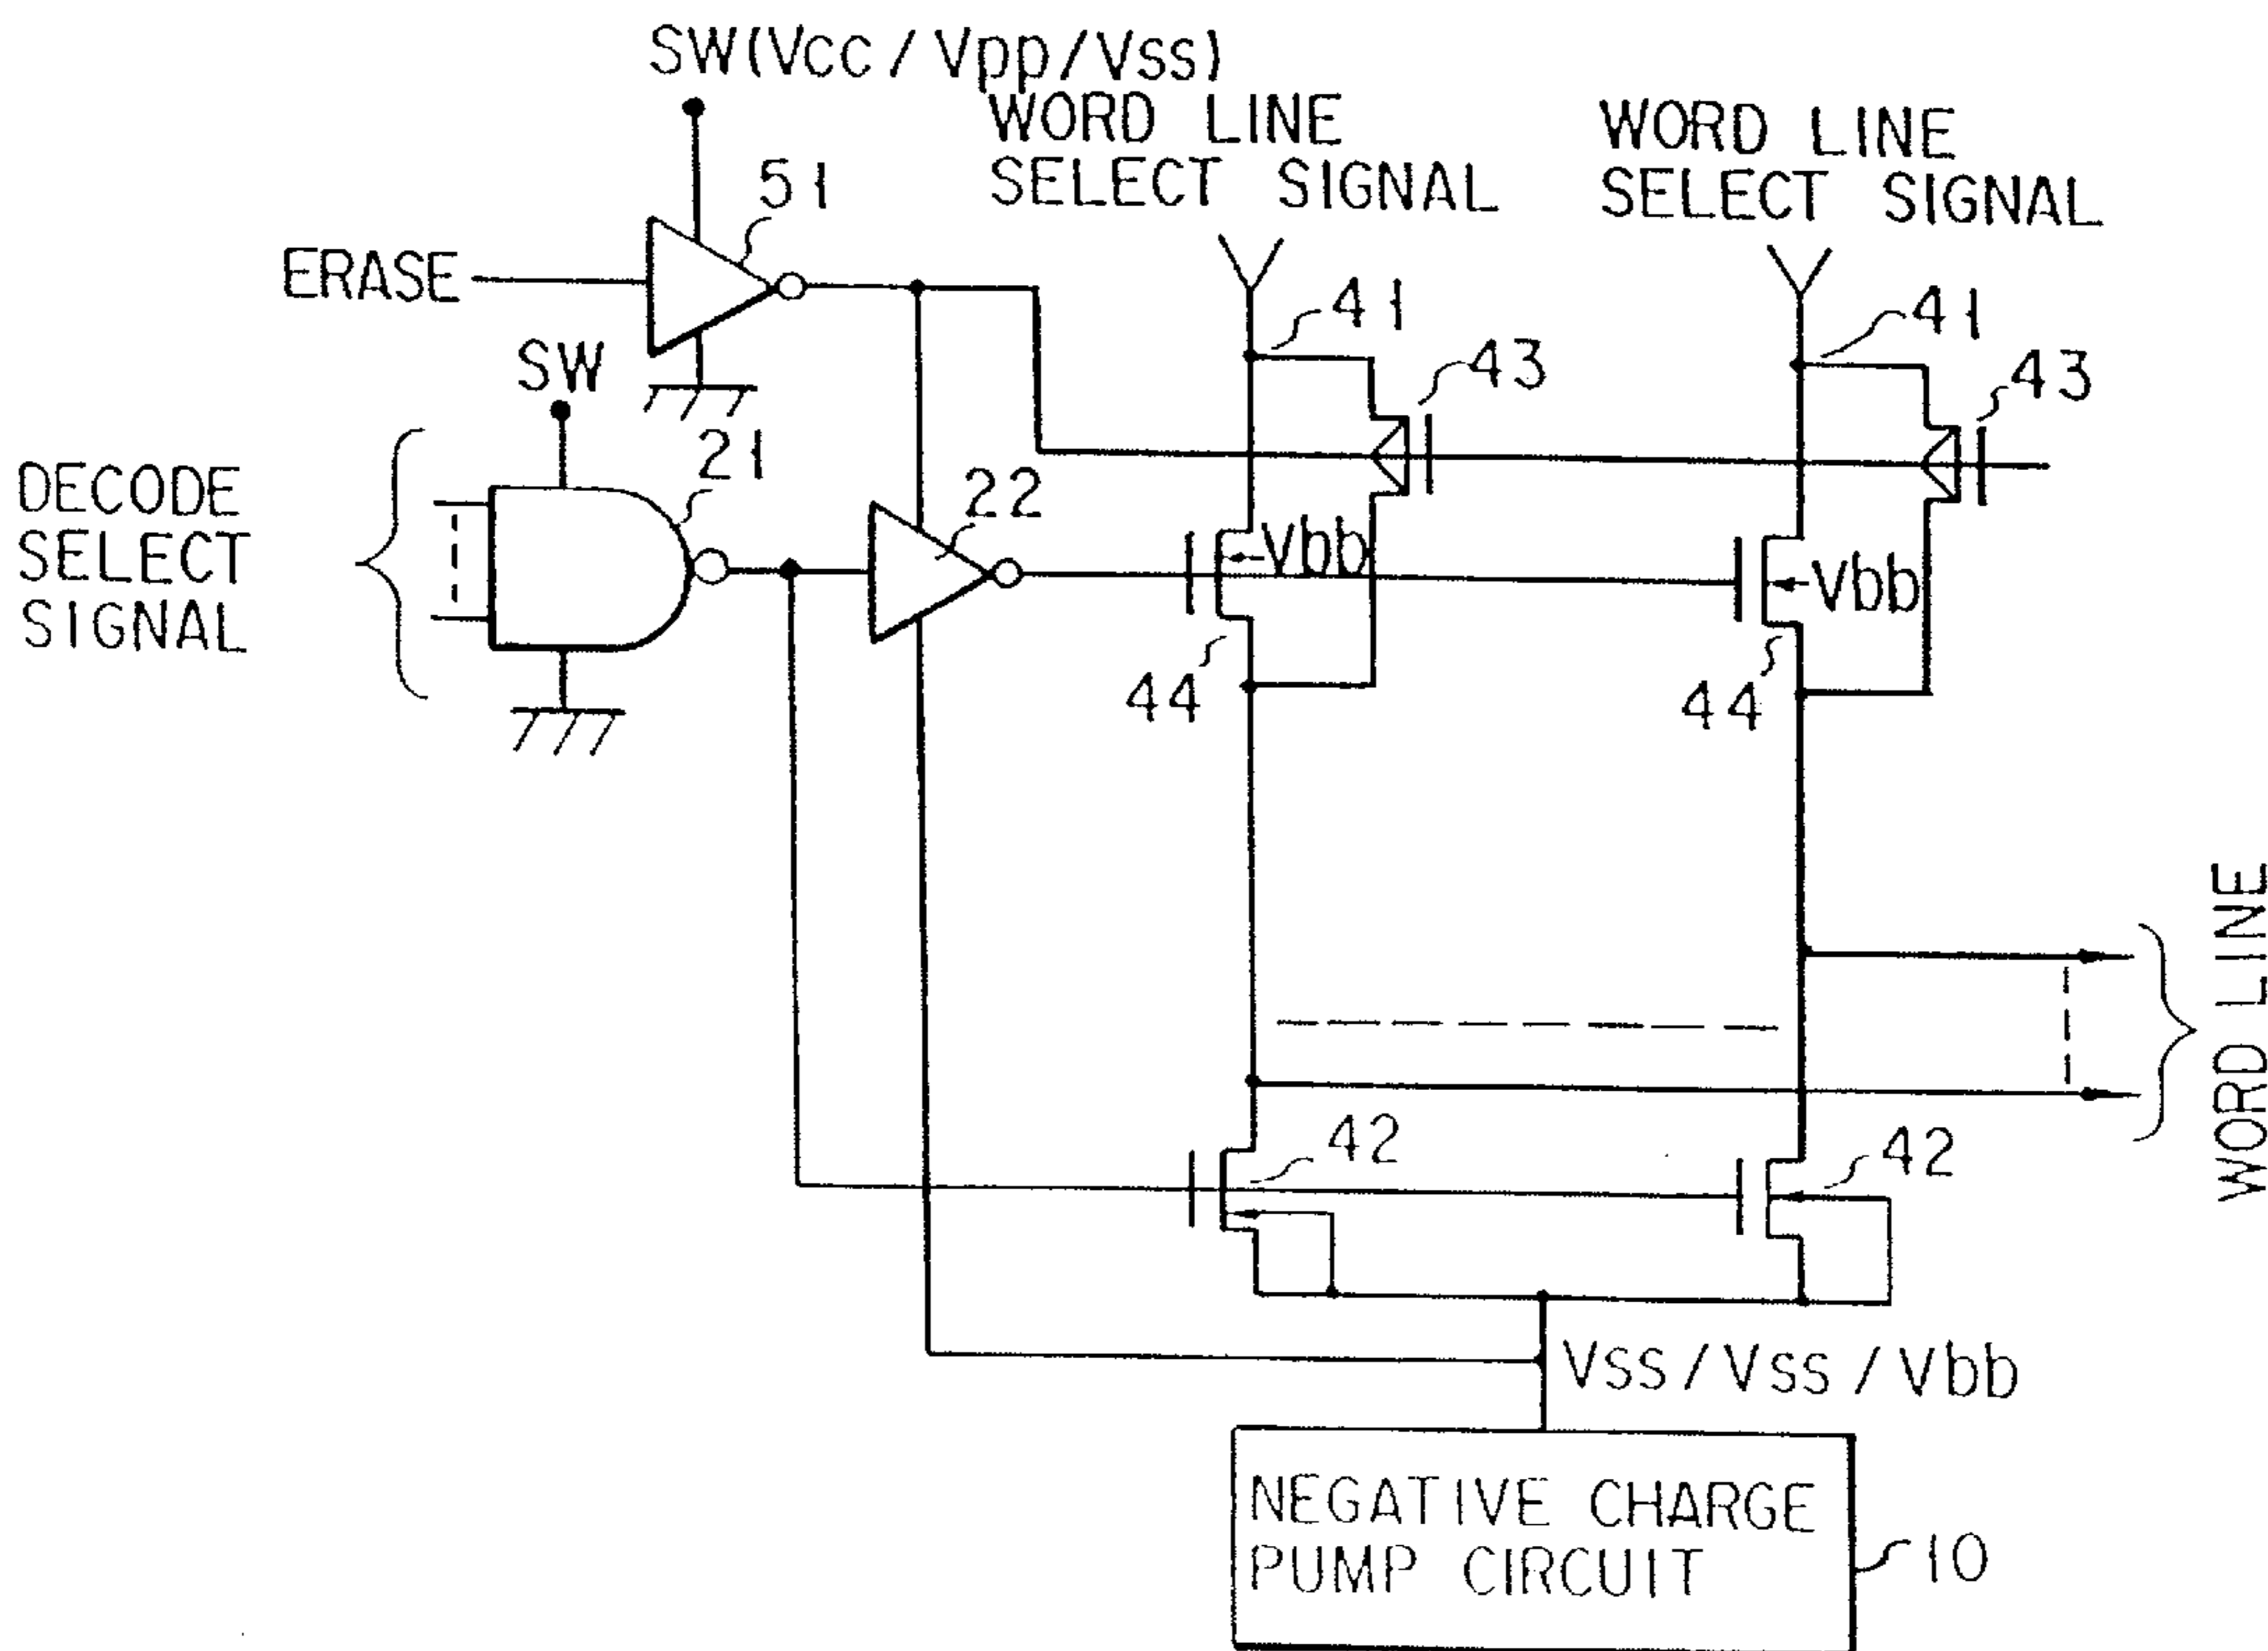 SW(Vcc/Vpp/Vss)
WORD LINE
SELECT SIGNAL
WORD LINE
SELECT SIGNAL
51
ERASE
41
41
43
43
SW
21
DECODE
SELECT
SIGNAL
22
Vbb
Vbb
44
44
WORD LINE
42
42
Vss/Vss/Vbb
NEGATIVE CHARGE
PUMP CIRCUIT
10